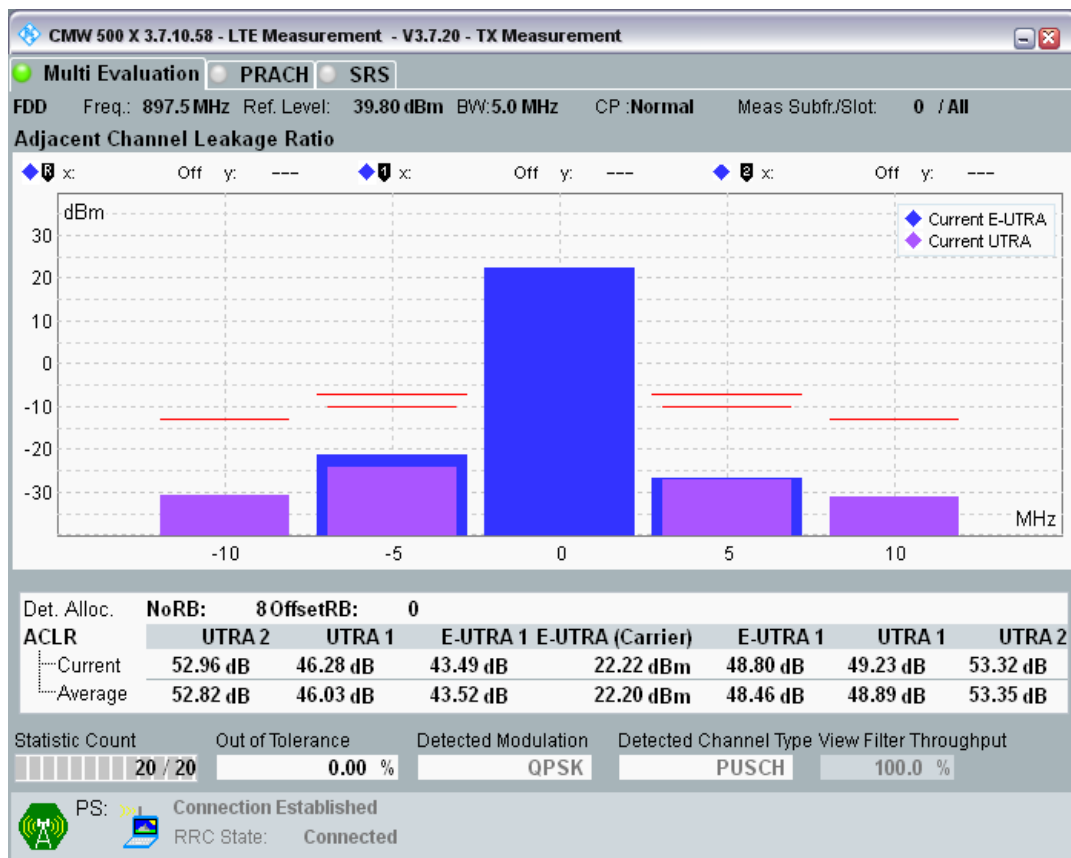 CMW 500 X 3.7.10.58 - LTE Measurement - V3.7.20 - TX Measurement
Multi Evaluation PRACH SRS
FDD Freq.: 897.5 MHz Ref. Level: 39.80 dBm BW:5.0 MHz CP :Normal Meas Subfr./Slot: 0 / All
Adjacent Channel Leakage Ratio
R x: Off y: --- 1 x: Off y: --- 2 x: Off y: ---
dBm
Current E-UTRA
Current UTRA
30
20
10
0
-10
-20
-30
MHz
-10 -5 0 5 10
Det. Alloc. NoRB: 8 OffsetRB: 0
ACLR UTRA 2 UTRA 1 E-UTRA 1 E-UTRA (Carrier) E-UTRA 1 UTRA 1 UTRA 2
Current 52.96 dB 46.28 dB 43.49 dB 22.22 dBm 48.80 dB 49.23 dB 53.32 dB
Average 52.82 dB 46.03 dB 43.52 dB 22.20 dBm 48.46 dB 48.89 dB 53.35 dB
Statistic Count Out of Tolerance Detected Modulation Detected Channel Type View Filter Throughput
20 / 20 0.00 % QPSK PUSCH 100.0 %
PS: Connection Established
RRC State: Connected